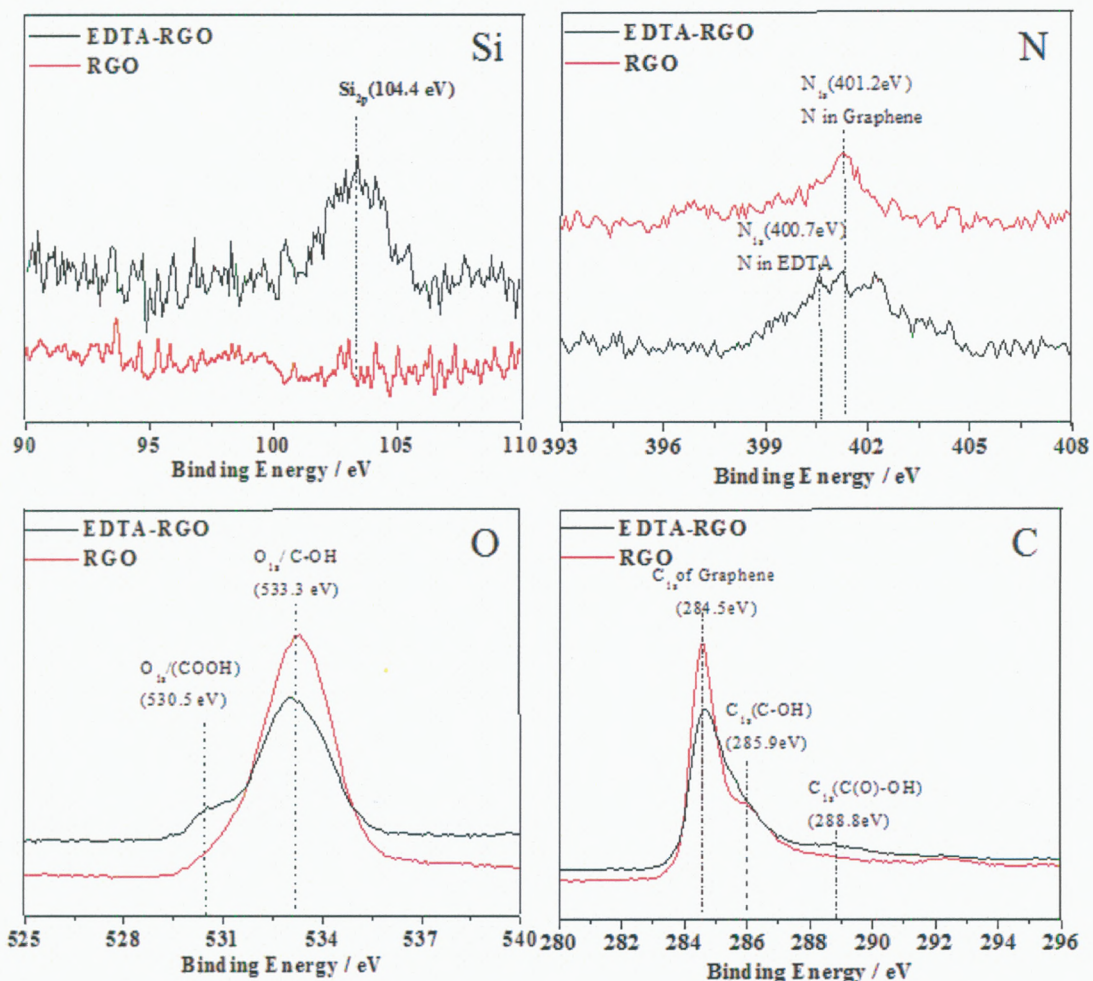 EDTA-RGO
RGO
Si
Si2p(104.4 eV)
90 95 100 105 110
Binding Energy / eV
EDTA-RGO
RGO
N
N1s(401.2eV)
N in Graphene
N1s(400.7eV)
N in EDTA
393 396 399 402 405 408
Binding Energy / eV
EDTA-RGO
RGO
O
O1s/ C-OH
(533.3 eV)
O1s/(COOH)
(530.5 eV)
525 528 531 534 537 540
Binding Energy / eV
EDTA-RGO
RGO
C
C1s of Graphene
(284.5eV)
C1s(C-OH)
(285.9eV)
C1s(C(O)-OH)
(288.8eV)
280 282 284 286 288 290 292 294 296
Binding Energy / eV